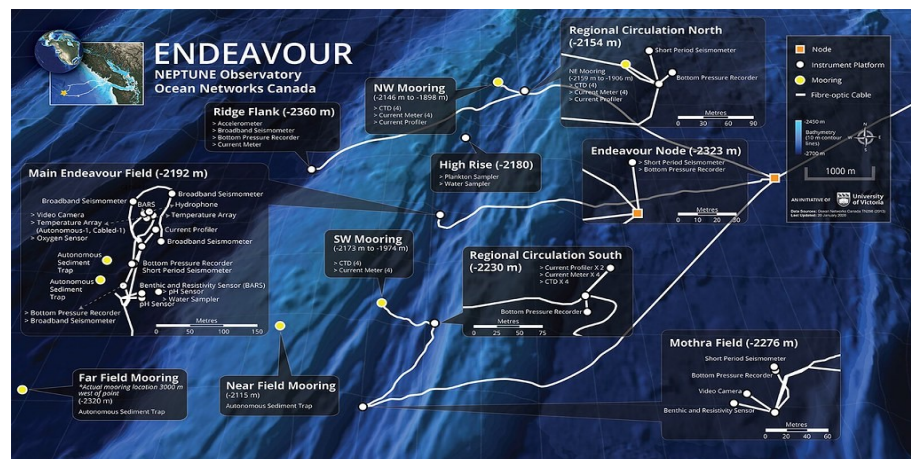 ENDEAVOUR
NEPTUNE Observatory
Ocean Networks Canada
Ridge Flank (-2360 m)
> Accelerometer
> Broadband Seismometer
> Bottom Pressure Recorder
> Current Meter
NW Mooring
(-2146 m to -1898 m)
> CTD (4)
> Current Meter (4)
> Current Profiler
Regional Circulation North
(-2154 m)
Short Period Seismometer
Bottom Pressure Recorder
NE Mooring
(-2159 m to -1906 m)
> CTD (4)
> Current Meter (4)
> Current Profiler
Metres
0 30 60 90
Node
Instrument Platform
Mooring
Fibre-optic Cable
-2450 m
Bathymetry
(10 m contour
lines)
-2700 m
N
W
E
S
1000 m
AN INITIATIVE OF
University
of Victoria
High Rise (-2180)
> Plankton Sampler
> Water Sampler
Endeavour Node (-2323 m)
> Short Period Seismometer
> Bottom Pressure Recorder
Metres
0 10 20 30
Main Endeavour Field (-2192 m)
Broadband Seismometer
Broadband Seismometer
BARS
Hydrophone
> Temperature Array
> Video Camera
> Temperature Array
(Autonomous-1, Cabled-1)
> Oxygen Sensor
Current Profiler
Broadband Seismometer
Autonomous
Sediment
Trap
Autonomous
Sediment
Trap
Bottom Pressure Recorder
Short Period Seismometer
Benthic and Resistivity Sensor (BARS)
> pH Sensor
> Water Sampler
pH Sensor
> Bottom Pressure Recorder
> Broadband Seismometer
Metres
0 50 100 150
SW Mooring
(-2173 m to -1974 m)
> CTD (4)
> Current Meter (4)
Regional Circulation South
(-2230 m)
> Current Profiler X 2
> Current Meter X 4
> CTD X 4
Bottom Pressure Recorder
Metres
0 25 50 75
Mothra Field (-2276 m)
Short Period Seismometer
Bottom Pressure Recorder
Video Camera
Benthic and Resistivity Sensor
Metres
0 20 40 60
Far Field Mooring
*Actual mooring location 3000 m
west of point
(-2320 m)
Autonomous Sediment Trap
Near Field Mooring
(-2115 m)
Autonomous Sediment Trap